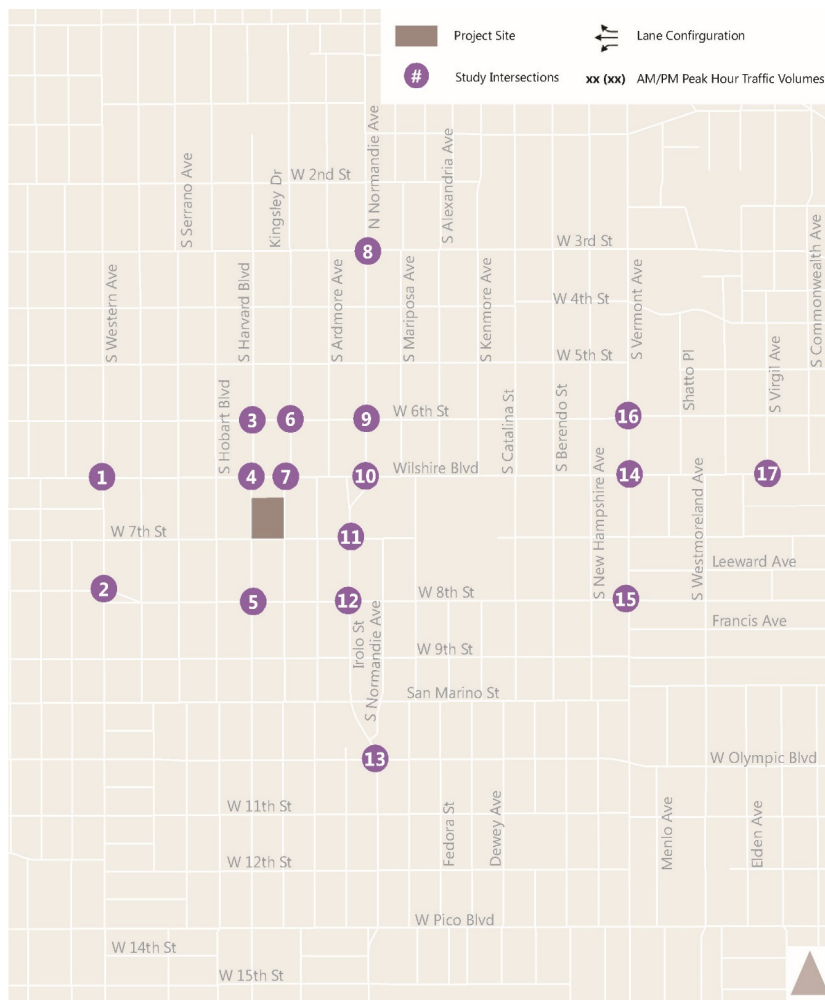 Project Site
Lane Confirguration
#
Study Intersections
xx (xx)
AM/PM Peak Hour Traffic Volumes
N Normandie Ave
S Alexandria Ave
S Serrano Ave
Kingsley Dr
W 2nd St
8
W 3rd St
S Commonwealth Ave
S Western Ave
S Harvard Blvd
S Ardmore Ave
S Mariposa Ave
S Kenmore Ave
W 4th St
S Vermont Ave
W 5th St
Shatto Pl
S Virgil Ave
S Hobart Blvd
3
6
9
W 6th St
S Catalina St
S Berendo St
16
1
4
7
10
Wilshire Blvd
14
17
S New Hampshire Ave
S Westmoreland Ave
W 7th St
11
Leeward Ave
2
5
12
W 8th St
15
Francis Ave
Irolo St
S Normandie Ave
W 9th St
San Marino St
13
W Olympic Blvd
W 11th St
Fedora St
Dewey Ave
Menlo Ave
Elden Ave
W 12th St
W Pico Blvd
W 14th St
W 15th St